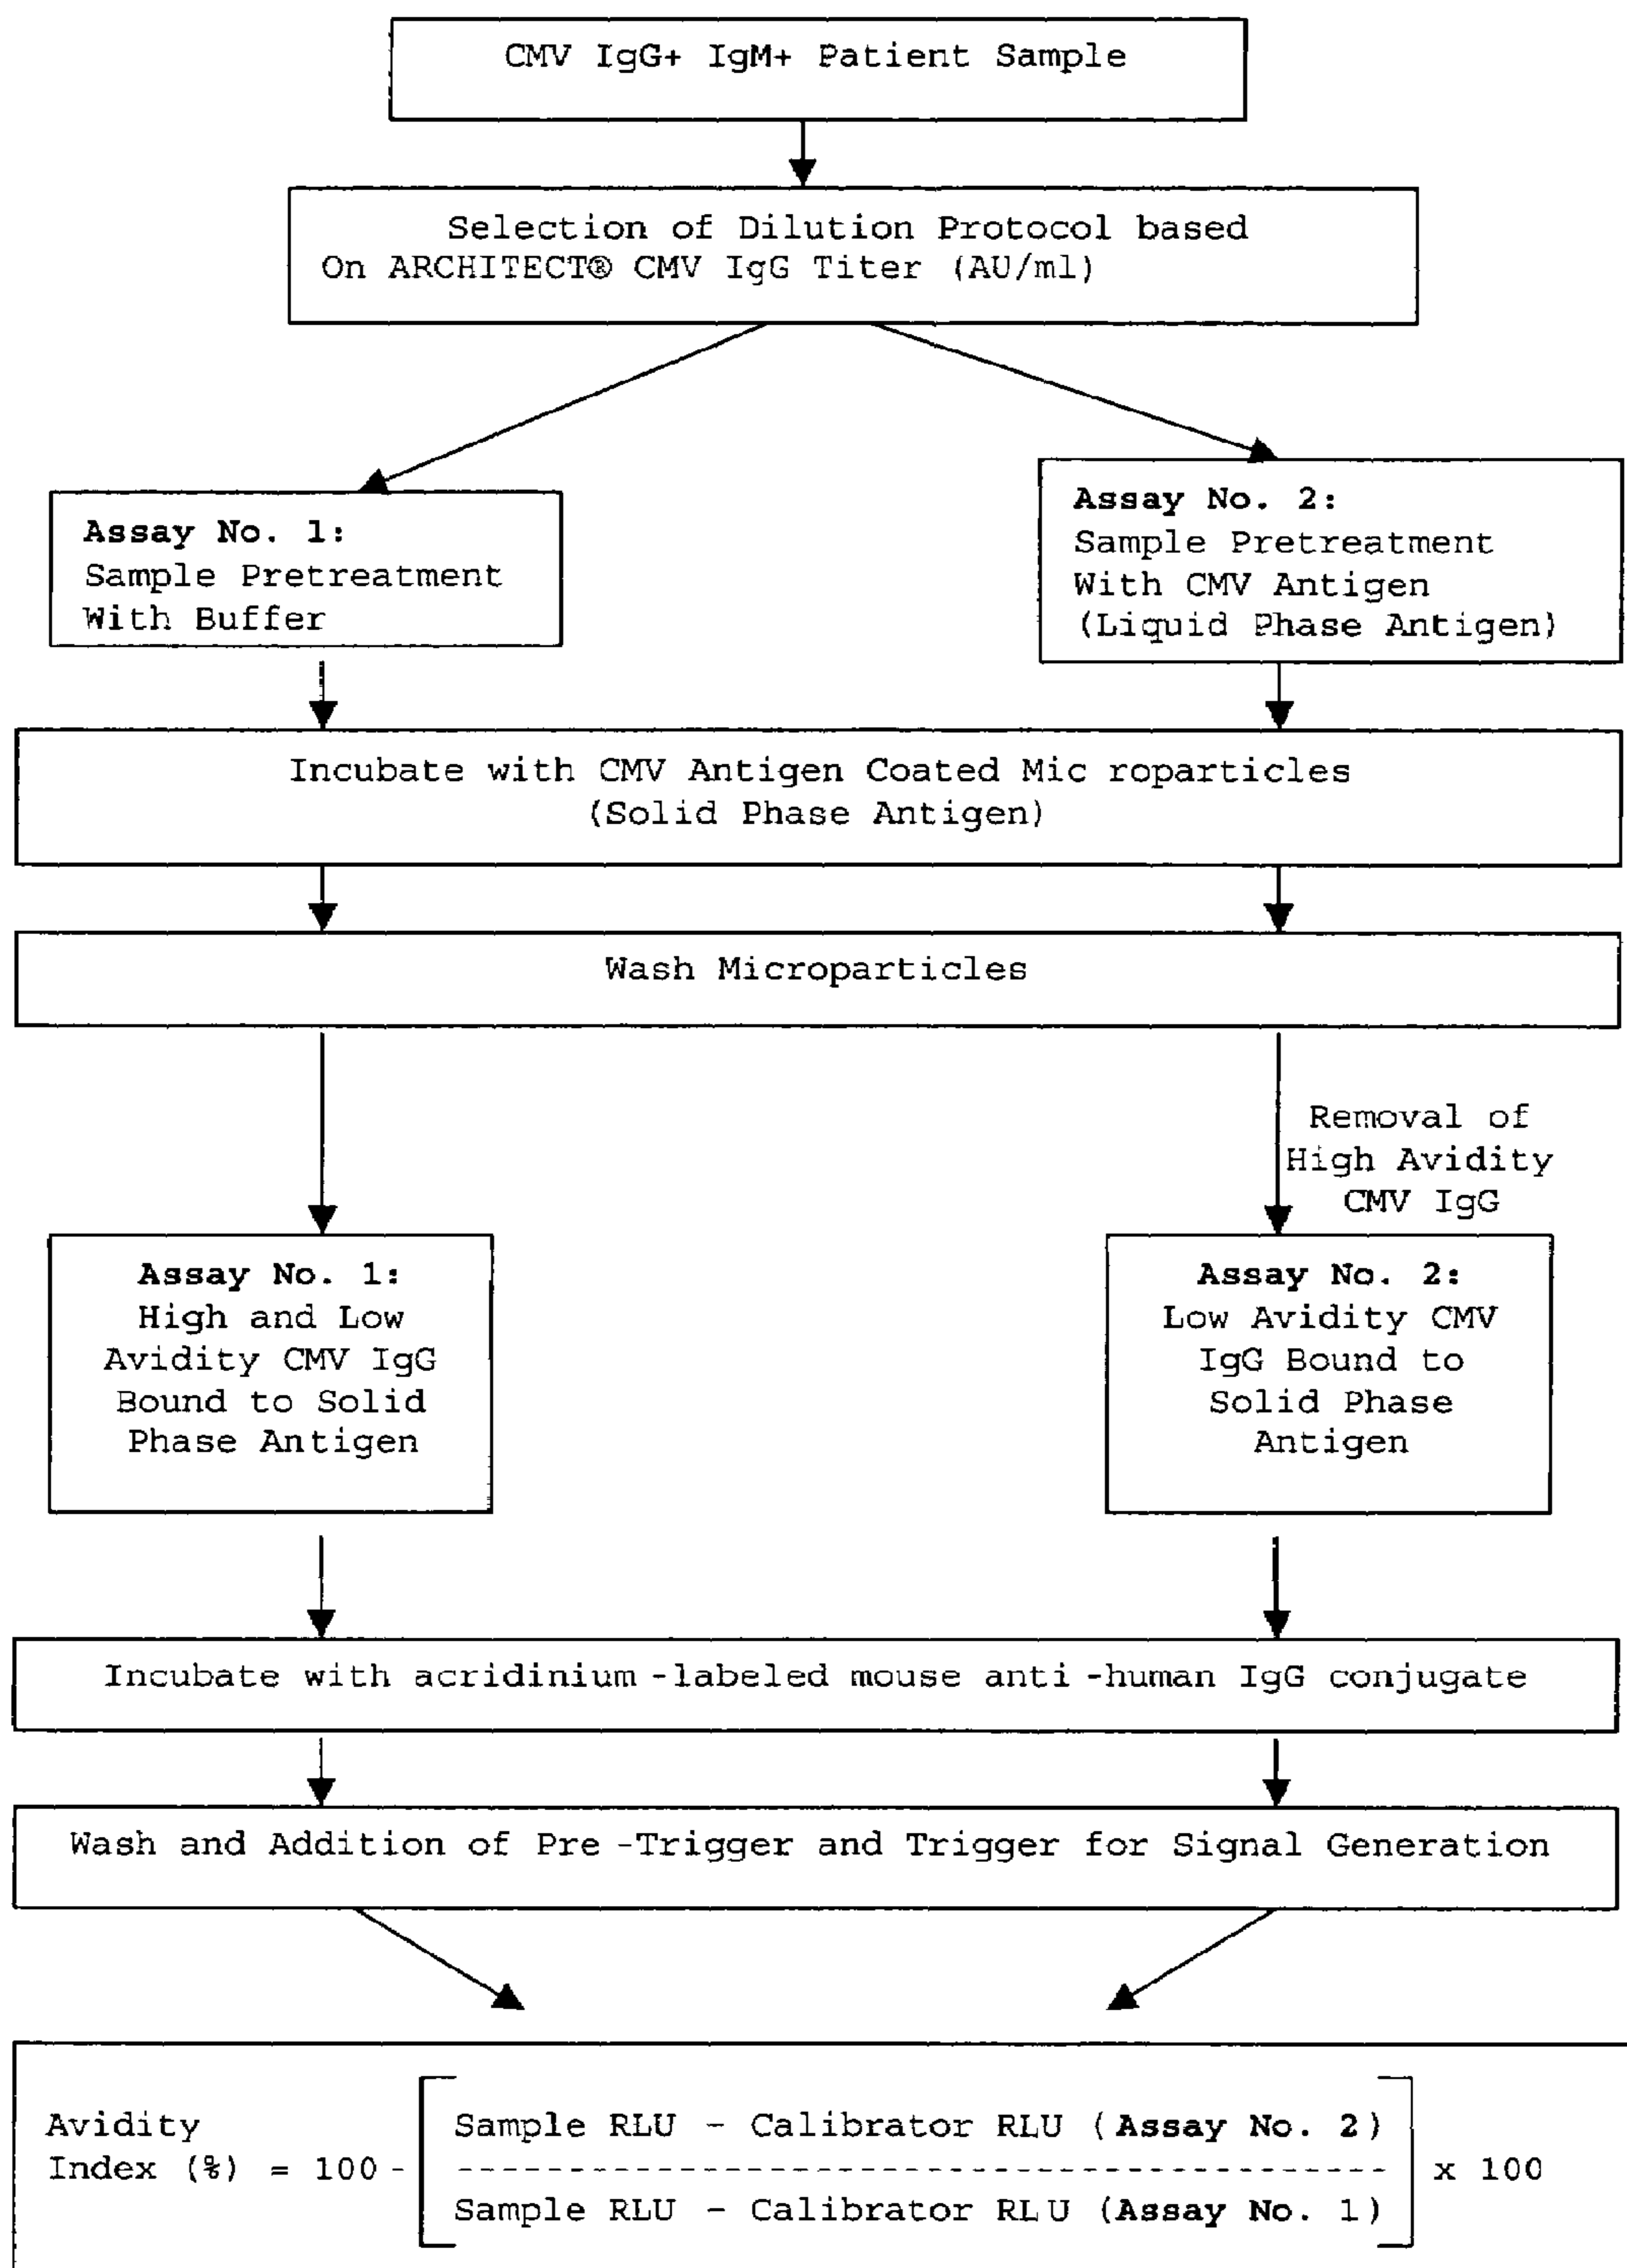 CMV IgG+ IgM+ Patient Sample
Selection of Dilution Protocol based
On ARCHITECT® CMV IgG Titer (AU/ml)
Assay No. 1:
Sample Pretreatment
With Buffer
Assay No. 2:
Sample Pretreatment
With CMV Antigen
(Liquid Phase Antigen)
Incubate with CMV Antigen Coated Mic roparticles
(Solid Phase Antigen)
Wash Microparticles
Removal of
High Avidity
CMV IgG
Assay No. 1:
High and Low
Avidity CMV IgG
Bound to Solid
Phase Antigen
Assay No. 2:
Low Avidity CMV
IgG Bound to
Solid Phase
Antigen
Incubate with acridinium -labeled mouse anti -human IgG conjugate
Wash and Addition of Pre -Trigger and Trigger for Signal Generation
Avidity
Index (%) = 100 -
Sample RLU - Calibrator RLU (Assay No. 2)
------------------------------------------
Sample RLU - Calibrator RLU (Assay No. 1)
x 100